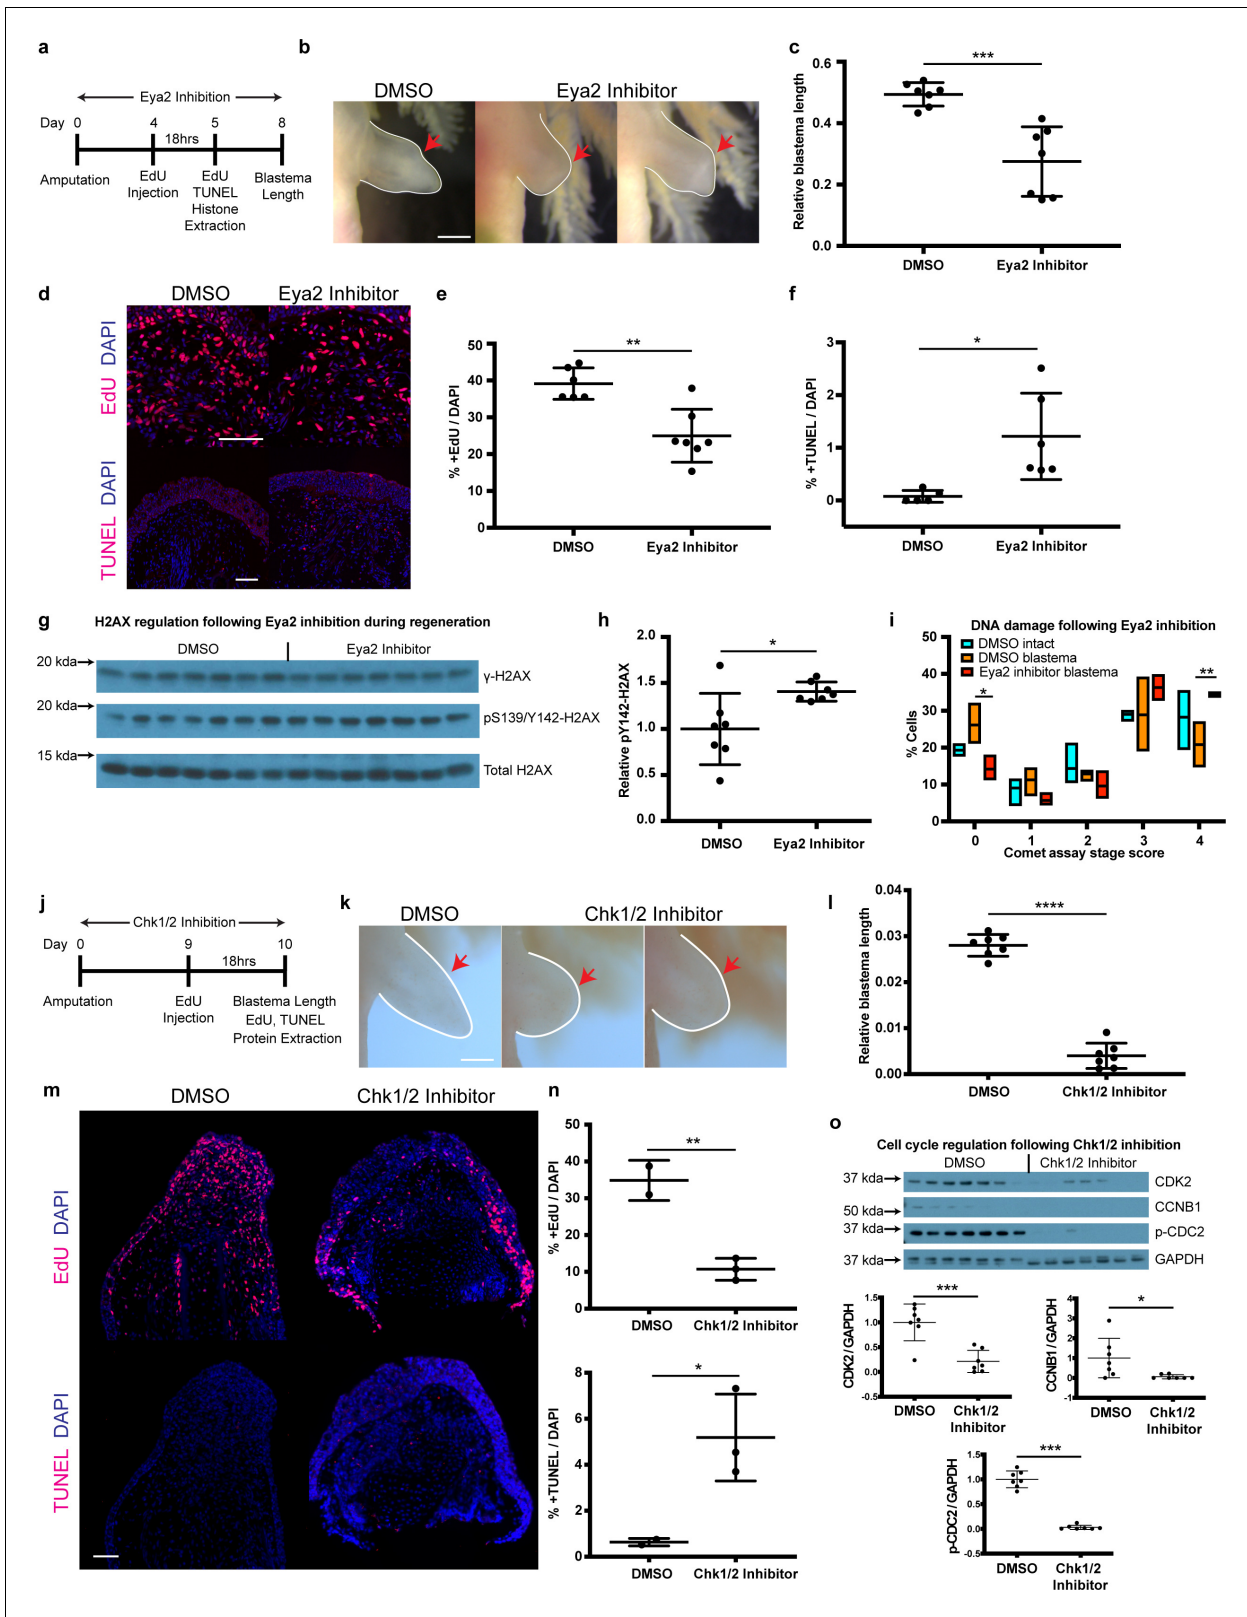 a
Eya2 Inhibition
Day 0 4 5 8
18hrs
Amputation EdU Injection EdU TUNEL Histone Extraction Blastema Length
b
DMSO Eya2 Inhibitor
c
***
Relative blastema length
0.6
0.4
0.2
0.0
DMSO Eya2 Inhibitor
d
DMSO Eya2 Inhibitor
EdU DAPI
TUNEL DAPI
e
**
% +EdU / DAPI
50
40
30
20
10
0
DMSO Eya2 Inhibitor
f
*
% +TUNEL / DAPI
3
2
1
0
DMSO Eya2 Inhibitor
g
H2AX regulation following Eya2 inhibition during regeneration
DMSO Eya2 Inhibitor
20 kda γ-H2AX
20 kda pS139/Y142-H2AX
15 kda Total H2AX
h
*
Relative pY142-H2AX
2.0
1.5
1.0
0.5
0.0
DMSO Eya2 Inhibitor
i
DNA damage following Eya2 inhibition
DMSO intact
DMSO blastema
Eya2 inhibitor blastema
* **
% Cells
50
40
30
20
10
0
0 1 2 3 4
Comet assay stage score
j
Chk1/2 Inhibition
Day 0 9 10
18hrs
Amputation EdU Injection Blastema Length EdU, TUNEL Protein Extraction
k
DMSO Chk1/2 Inhibitor
l
****
Relative blastema length
0.04
0.03
0.02
0.01
0.00
DMSO Chk1/2 Inhibitor
m
DMSO Chk1/2 Inhibitor
EdU DAPI
TUNEL DAPI
n
**
% +EdU / DAPI
50
40
30
20
10
0
DMSO Chk1/2 Inhibitor
*
% +TUNEL / DAPI
8
6
4
2
0
DMSO Chk1/2 Inhibitor
o
Cell cycle regulation following Chk1/2 inhibition
DMSO Chk1/2 Inhibitor
37 kda CDK2
50 kda CCNB1
37 kda p-CDC2
37 kda GAPDH
***
CDK2/GAPDH
1.5
1.0
0.5
0.0
-0.5
DMSO Chk1/2 Inhibitor
*
CCNB1/GAPDH
4
3
2
1
0
-1
DMSO Chk1/2 Inhibitor
***
p-CDC2/GAPDH
1.5
1.0
0.5
0.0
-0.5
DMSO Chk1/2 Inhibitor